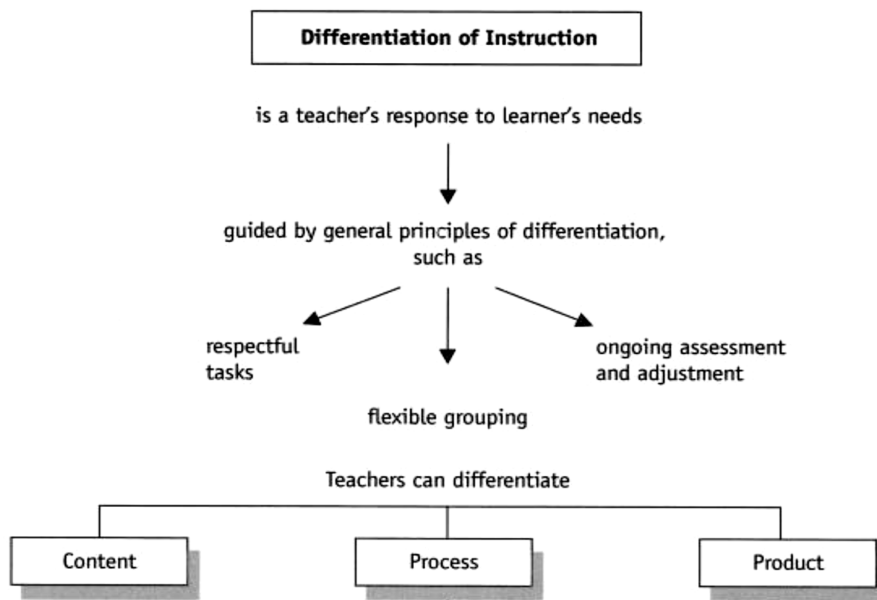 Differentiation of Instruction
is a teacher's response to learner's needs
guided by general principles of differentiation,
such as
respectful
tasks
ongoing assessment
and adjustment
flexible grouping
Teachers can differentiate
Content
Process
Product